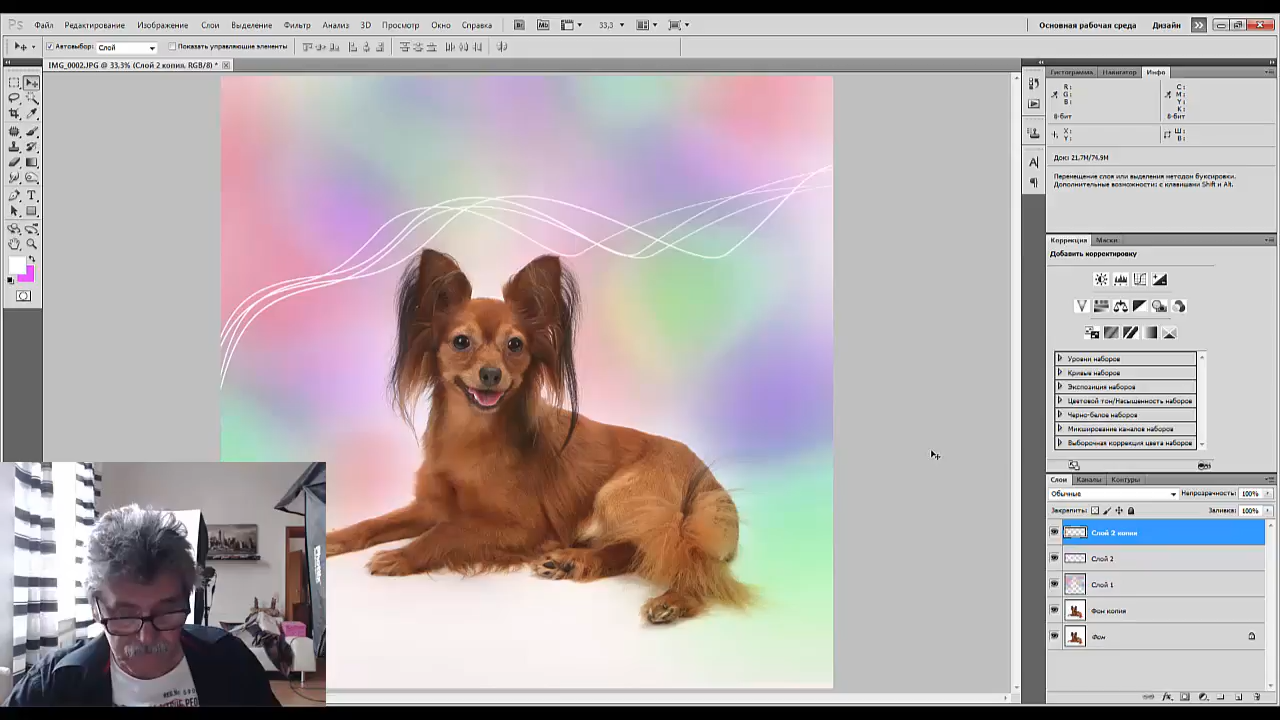 Ps Файл Редактирование Изображение Слои Выделение Фильтр Анализ 3D Просмотр Окно Справка Mb 33,3 Основная рабочая среда Дизайн
Автовыбор: Слой Показать управляющие элементы
IMG_0002.JPG @ 33,3% (Слой 2 копия, RGB/8) *
Гистограмма Навигатор Инфо
R: C:
G: M:
B: Y:
K:
8-бит 8-бит
X: Ш:
Y: В:
Док: 21,7M/74,9M
Перемещение слоя или выделения методом буксировки.
Дополнительные возможности: с клавишами Shift и Alt.
Коррекция Маски
Добавить корректировку
Уровни наборов
Кривые наборов
Экспозиция наборов
Цветовой тон/Насыщенность наборов
Черно-белое наборов
Микширование каналов наборов
Выборочная коррекция цвета наборов
Слои Каналы Контуры
Обычные Непрозрачность: 100%
Закрепить: Заливка: 100%
Слой 2 копия
Слой 2
Слой 1
Фон копия
Фон